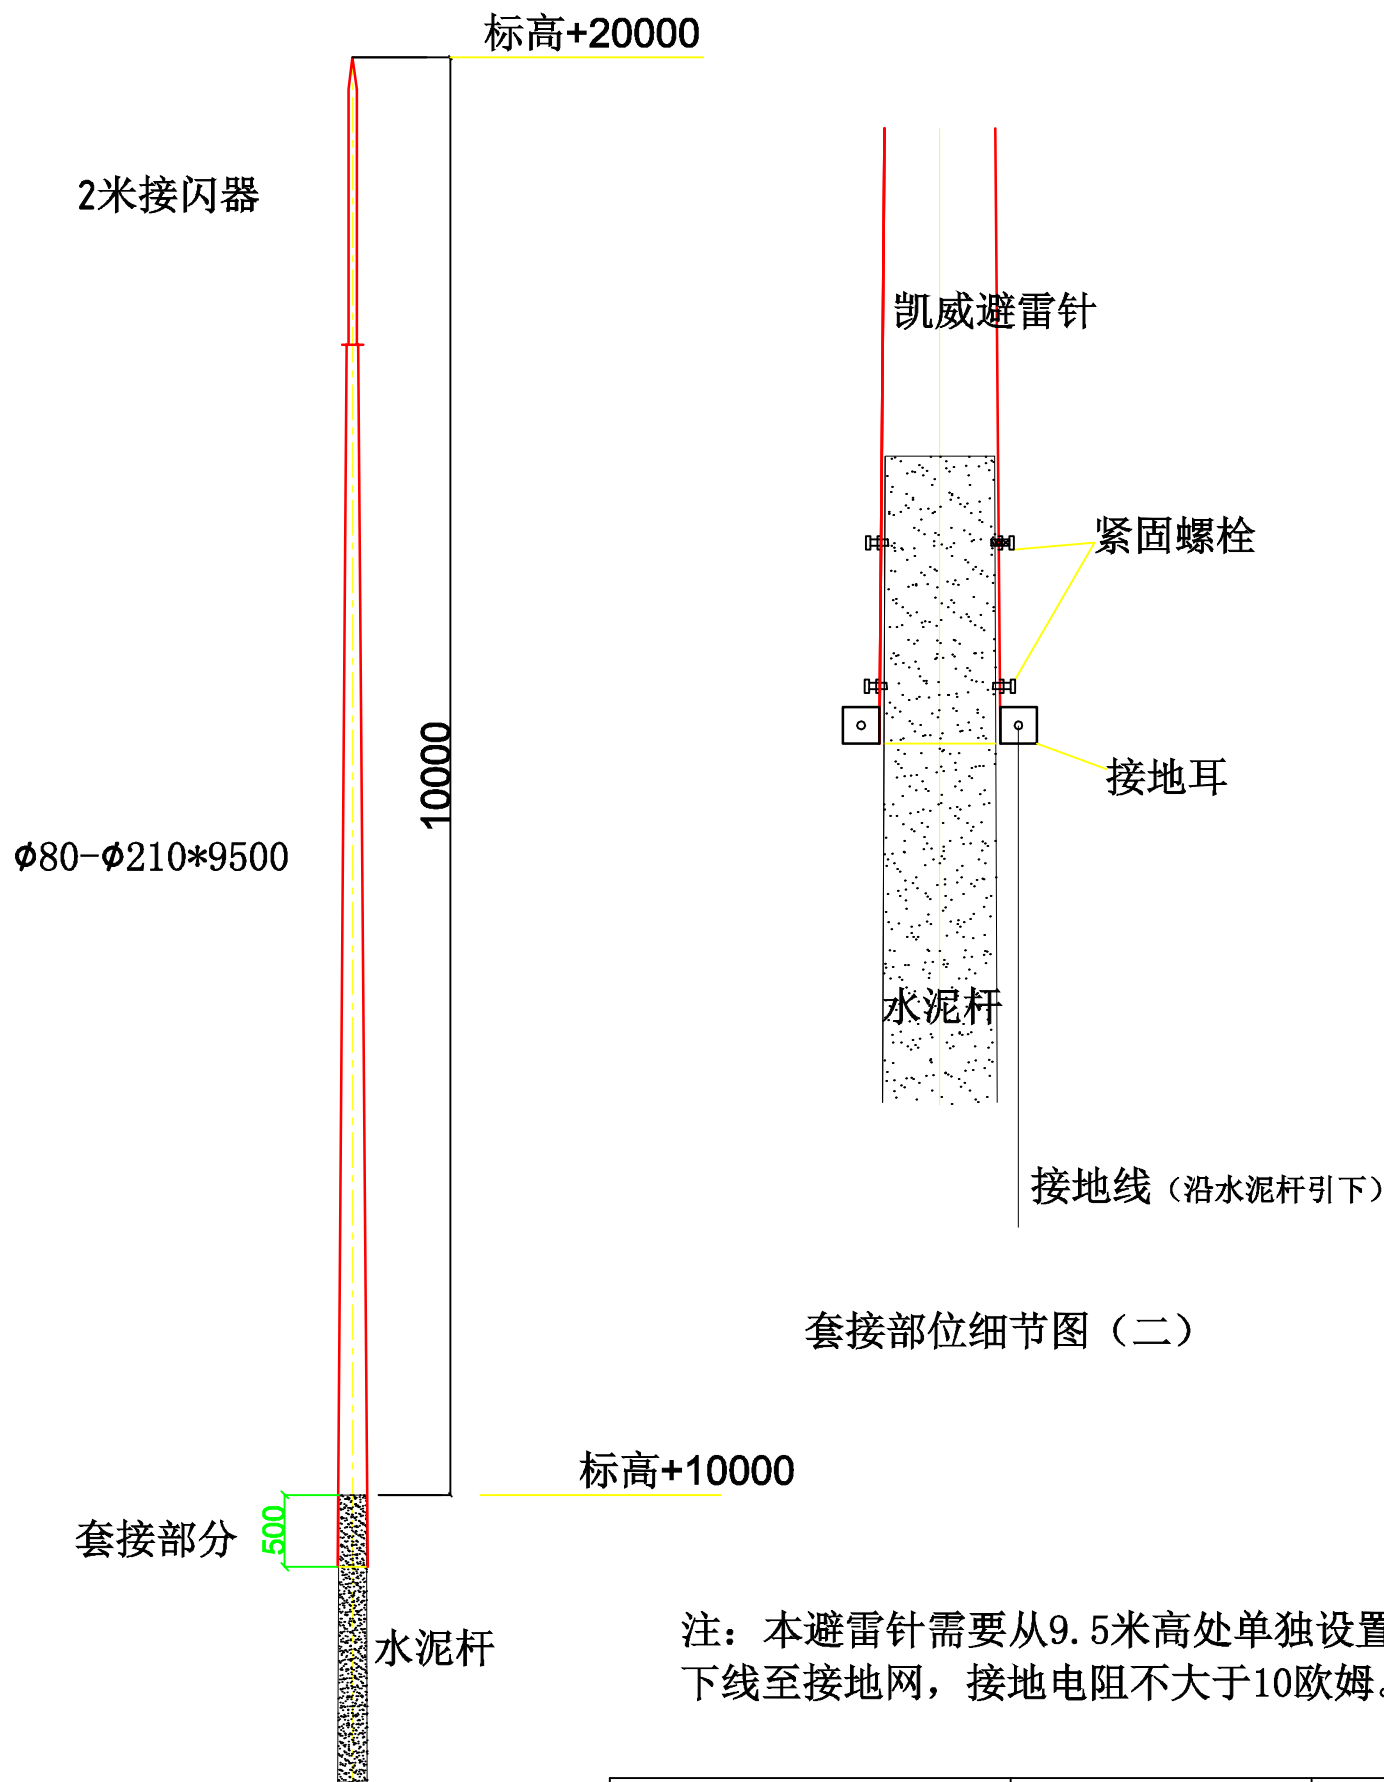 标高+20000
2米接闪器
凯威避雷针
紧固螺栓
10000
接地耳
ϕ80-ϕ210*9500
水泥杆
接地线（沿水泥杆引下）
套接部位细节图（二）
标高+10000
套接部分
500
水泥杆
注：本避雷针需要从9.5米高处单独设置
下线至接地网，接地电阻不大于10欧姆。